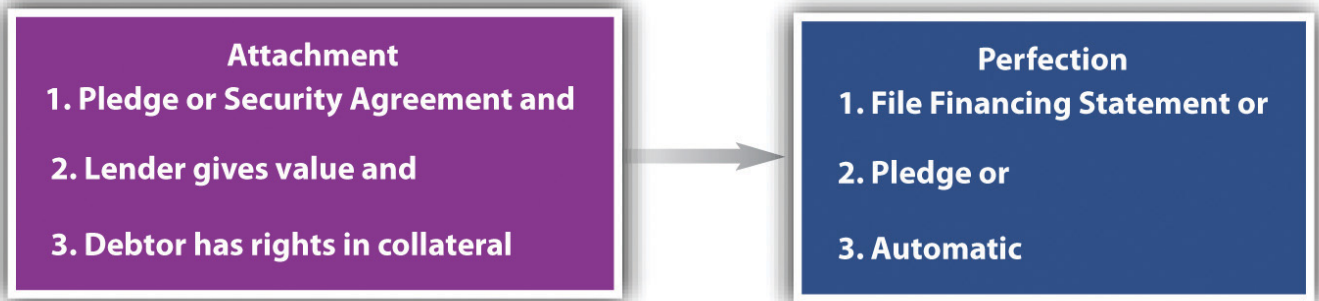 Attachment
1. Pledge or Security Agreement and
2. Lender gives value and
3. Debtor has rights in collateral
Perfection
1. File Financing Statement or
2. Pledge or
3. Automatic